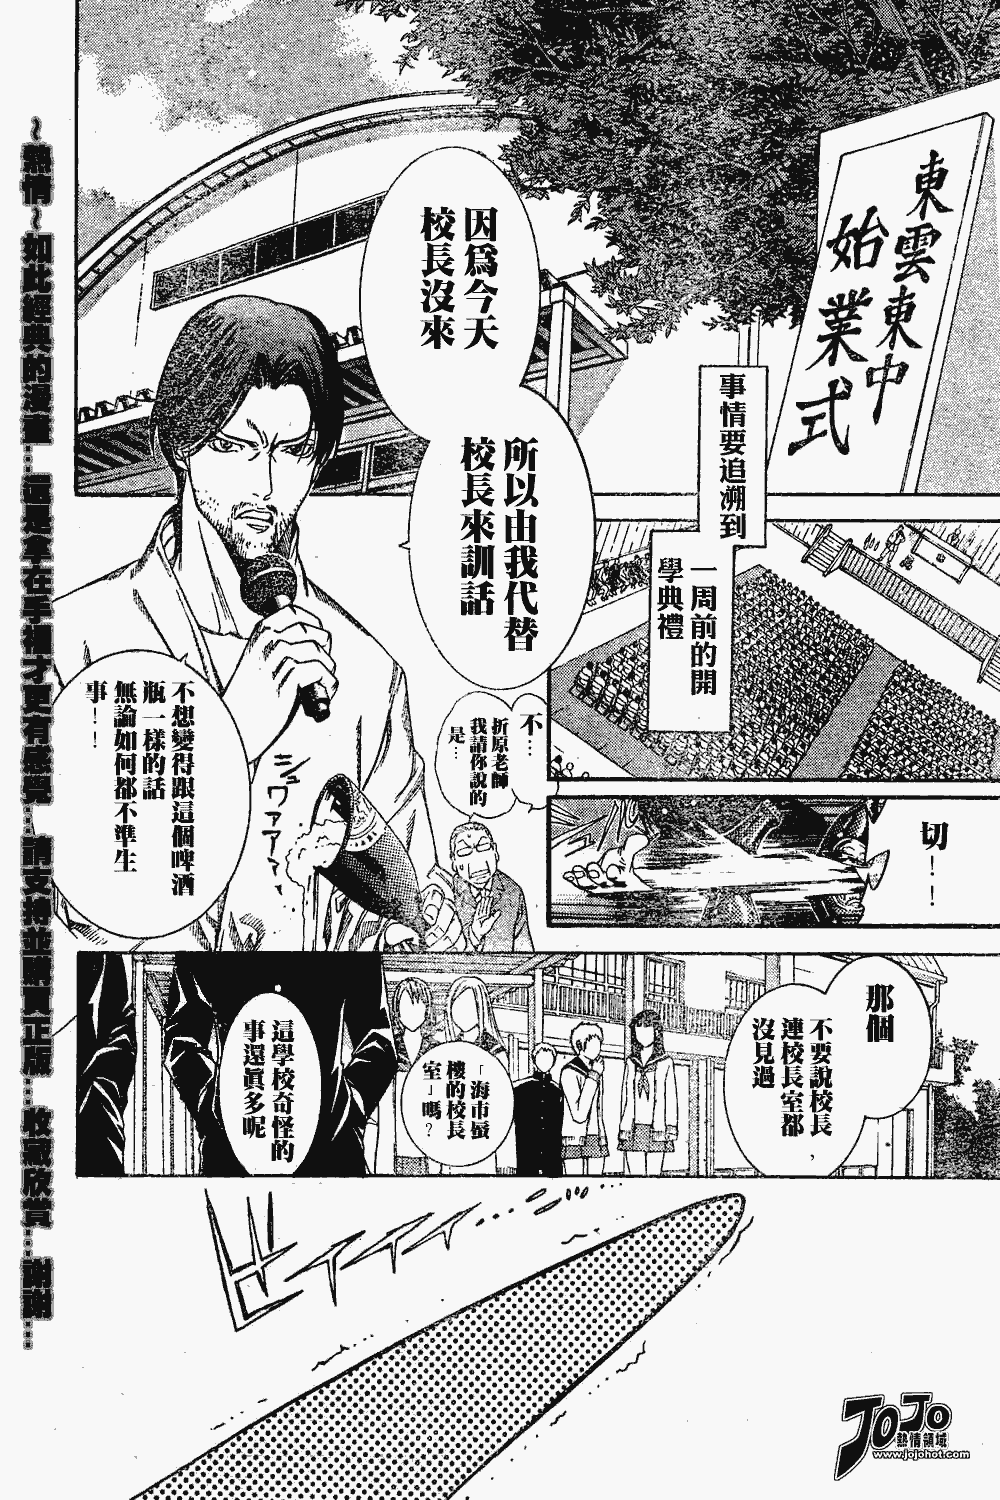 東雲東中
始業式
事情要追溯到
一周前的開
學典禮
因為今天
校長沒來
所以由我代替
校長來訓話
切！！
不…
折原老師
我請你說的
是…
不想變得跟這個啤酒
瓶一樣的話
無論如何都不準生
事！！
シュワアァ
那個
不要說校長，
連校長室都
沒見過
「海市蜃
樓的校長
室」嗎？
這學校奇怪的
事還真多呢
～熱情～如此經典的漫畫……還是拿在手裡才更有感覺……請支持並購買正版……收藏欣賞……謝謝……
JOJO
熱情領域
www.jojohot.com